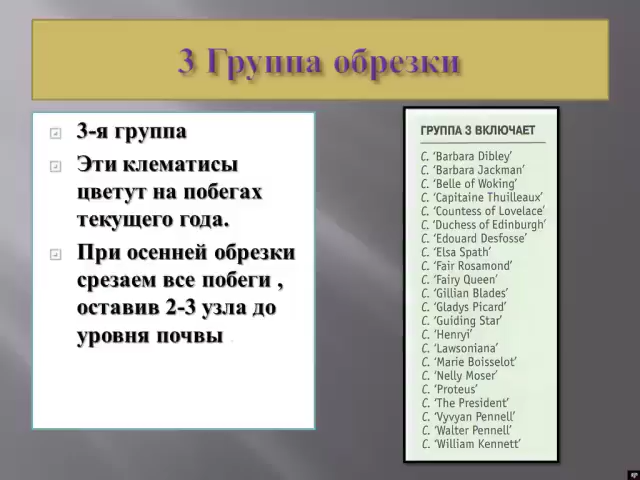 3 Группа обрезки
3-я группа
Эти клематисы
цветут на побегах
текущего года.
При осенней обрезки
срезаем все побеги ,
оставив 2-3 узла до
уровня почвы
ГРУППА 3 ВКЛЮЧАЕТ
C. 'Barbara Dibley'
C. 'Barbara Jackman'
C. 'Belle of Woking'
C. 'Capitaine Thuilleaux'
C. 'Countess of Lovelace'
C. 'Duchess of Edinburgh'
C. 'Edouard Desfosse'
C. 'Elsa Spath'
C. 'Fair Rosamond'
C. 'Fairy Queen'
C. 'Gillian Blades'
C. 'Gladys Picard'
C. 'Guiding Star'
C. 'Henryi'
C. 'Lawsoniana'
C. 'Marie Boisselot'
C. 'Nelly Moser'
C. 'Proteus'
C. 'The President'
C. 'Vyvyan Pennell'
C. 'Walter Pennell'
C. 'William Kennett'